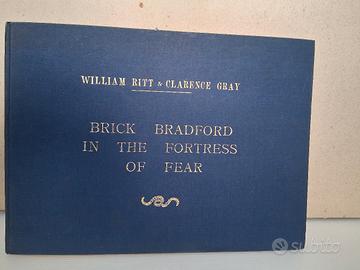 WILLIAM RITT & CLARENCE GRAY
BRICK BRADFORD
IN THE FORTRESS
OF FEAR
subito